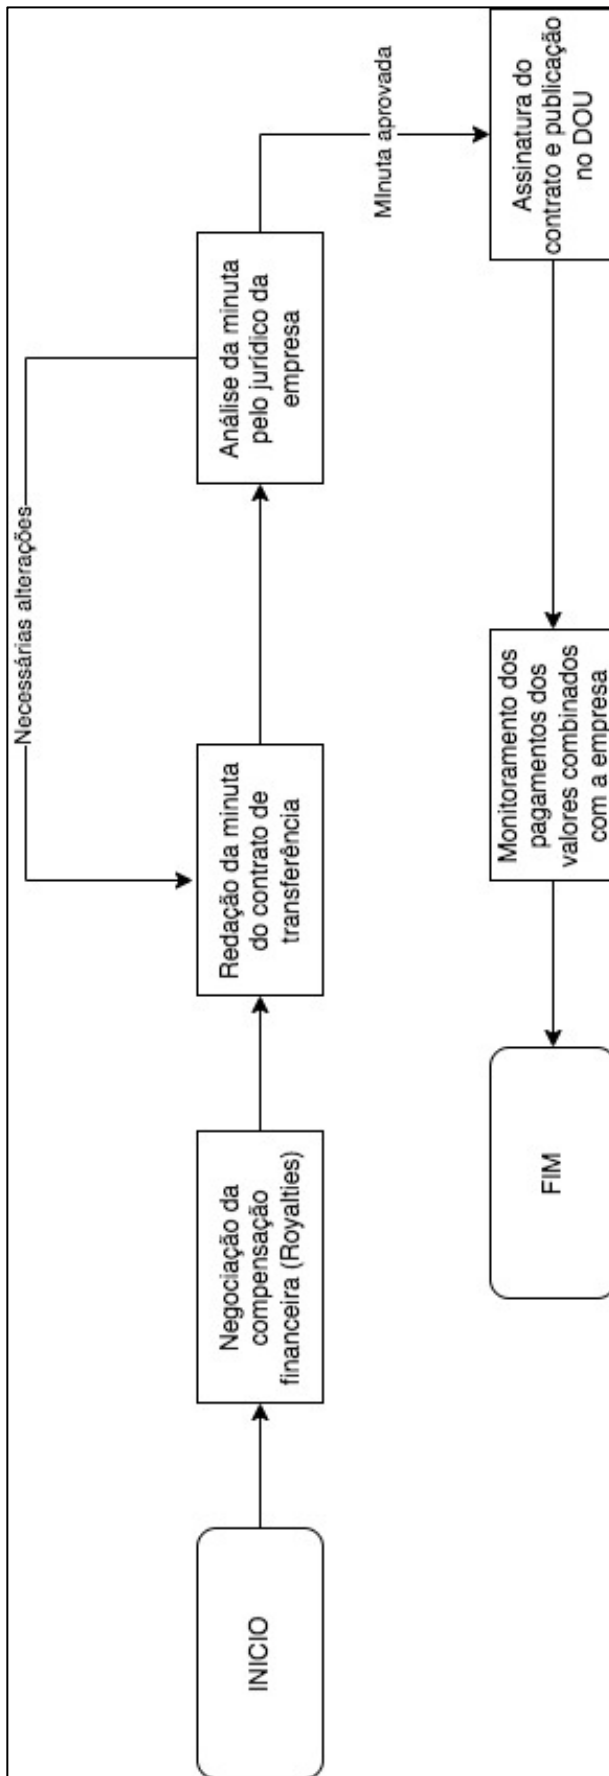 INICIO
Negociação da
compensação
financeira (Royalties)
Redação da minuta
do contrato de
transferência
Necessárias alterações
Análise da minuta
pelo jurídico da
empresa
MInuta aprovada
Assinatura do
contrato e publicação
no DOU
Monitoramento dos
pagamentos dos
valores combinados
com a empresa
FIM